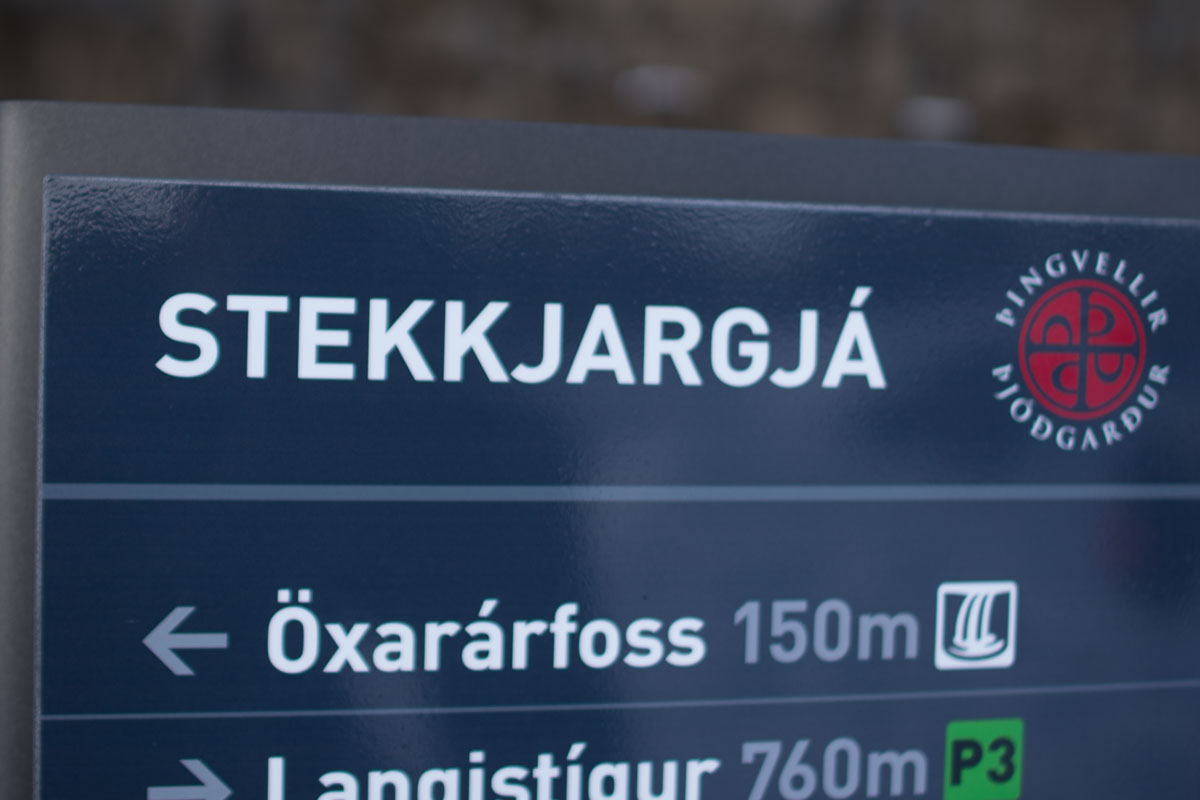 STEKKJARGJÁ
ÞINGVELLIR
ÞJÓÐGARÐUR
← Öxarárfoss 150m
→ Langistígur 760m P3